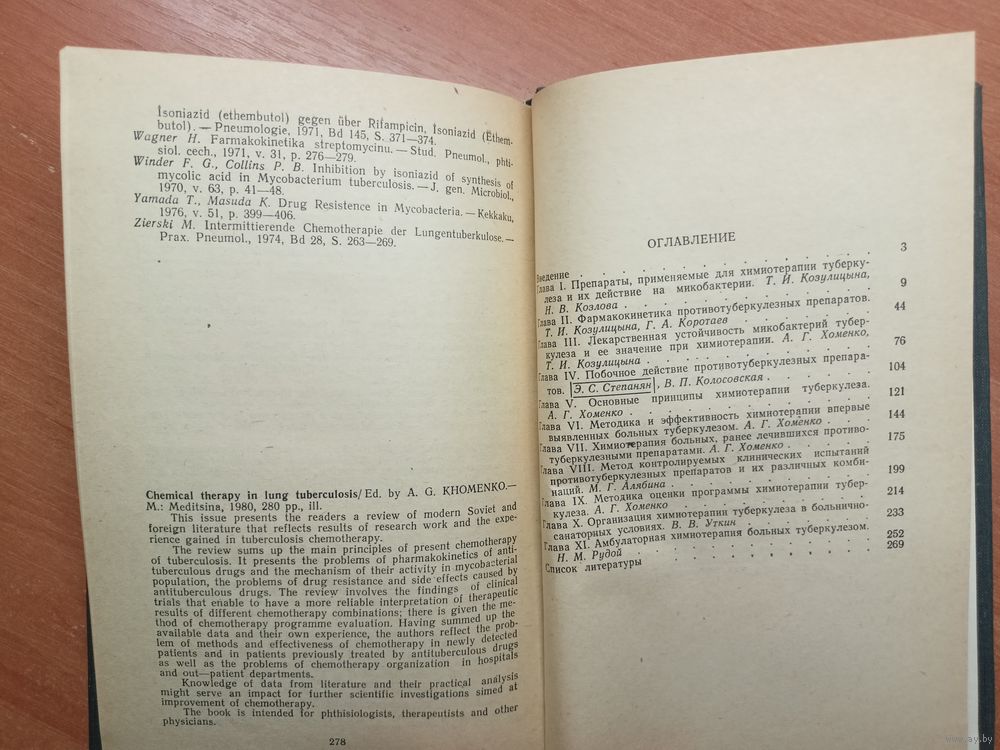 Isoniazid (ethembutol) gegen über Rifampicin, Isoniazid (Ethem-
butol). — Pneumologie, 1971, Bd 145, S. 371—374.
Wagner H. Farmakokinetika streptomycinu. — Stud. Pneumol., phti-
siol. cech., 1971, v. 31, p. 276—279.
Winder F. G., Collins P. B. Inhibition by isoniazid of synthesis of
mycolic acid in Mycobacterium tuberculosis. — J. gen. Microbiol.,
1970, v. 63, p. 41—48.
Yamada T., Masuda K. Drug Resistence in Mycobacteria. — Kekkaku,
1976, v. 51, p. 399—406.
Zierski M. Intermittierende Chemotherapie der Lungentuberkulose. —
Prax. Pneumol., 1974, Bd 28, S. 263—269.
Chemical therapy in lung tuberculosis/Ed. by A. G. KHOMENKO.—
M.: Meditsina, 1980, 280 pp., ill.
This issue presents the readers a review of modern Soviet and
foreign literature that reflects results of research work and the expe-
rience gained in tuberculosis chemotherapy.
The review sums up the main principles of present chemotherapy
of tuberculosis. It presents the problems of pharmakokinetics of anti-
tuberculous drugs and the mechanism of their activity in mycobacterial
population, the problems of drug resistance and side effects caused by
antituberculous drugs. The review involves the findings of clinical
trials that enable to have a more reliable interpretation of therapeutic
results of different chemotherapy combinations; there is given the me-
thod of chemotherapy programme evaluation. Having summed up the
available data and their own experience, the authors reflect the prob-
lem of methods and effectiveness of chemotherapy in newly detected
patients and in patients previously treated by antituberculous drugs
as well as the problems of chemotherapy organization in hospitals
and out—patient departments.
Knowledge of data from literature and their practical analysis
might serve an impact for further scientific investigations simed at
improvement of chemotherapy.
The book is intended for phthisiologists, therapeutists and other
physicians.
278
ОГЛАВЛЕНИЕ
Введение . . . . . . . . . . . 3
Глава I. Препараты, применяемые для химиотерапии туберку-
леза и их действие на микобактерии. Т. И. Козулицына,
Н. В. Козлова . . . . . . . . . 9
Глава II. Фармакокинетика противотуберкулезных препаратов.
Т. И. Козулицына, Г. А. Коротаев . . . . . 44
Глава III. Лекарственная устойчивость микобактерий тубер-
кулеза и ее значение при химиотерапии. А. Г. Хоменко,
Т. И. Козулицына . . . . . . . . 76
Глава IV. Побочное действие противотуберкулезных препара-
тов. Э. С. Степанян, В. П. Колосовская . . . . 104
Глава V. Основные принципы химиотерапии туберкулеза.
А. Г. Хоменко . . . . . . . . . 121
Глава VI. Методика и эффективность химиотерапии впервые
выявленных больных туберкулезом. А. Г. Хоменко . . 144
Глава VII. Химиотерапия больных, ранее лечившихся противо-
туберкулезными препаратами. А. Г. Хоменко . . . 175
Глава VIII. Метод контролируемых клинических испытаний
противотуберкулезных препаратов и их различных комби-
наций. М. Г. Алябина . . . . . . . 199
Глава IX. Методика оценки программы химиотерапии тубер-
кулеза. А. Г. Хоменко . . . . . . . 214
Глава X. Организация химиотерапии туберкулеза в больнично-
санаторных условиях. В. В. Уткин . . . . . 233
Глава XI. Амбулаторная химиотерапия больных туберкулезом.
Н. М. Рудой . . . . . . . . . 252
Список литературы . . . . . . . . 269
www.ay.by